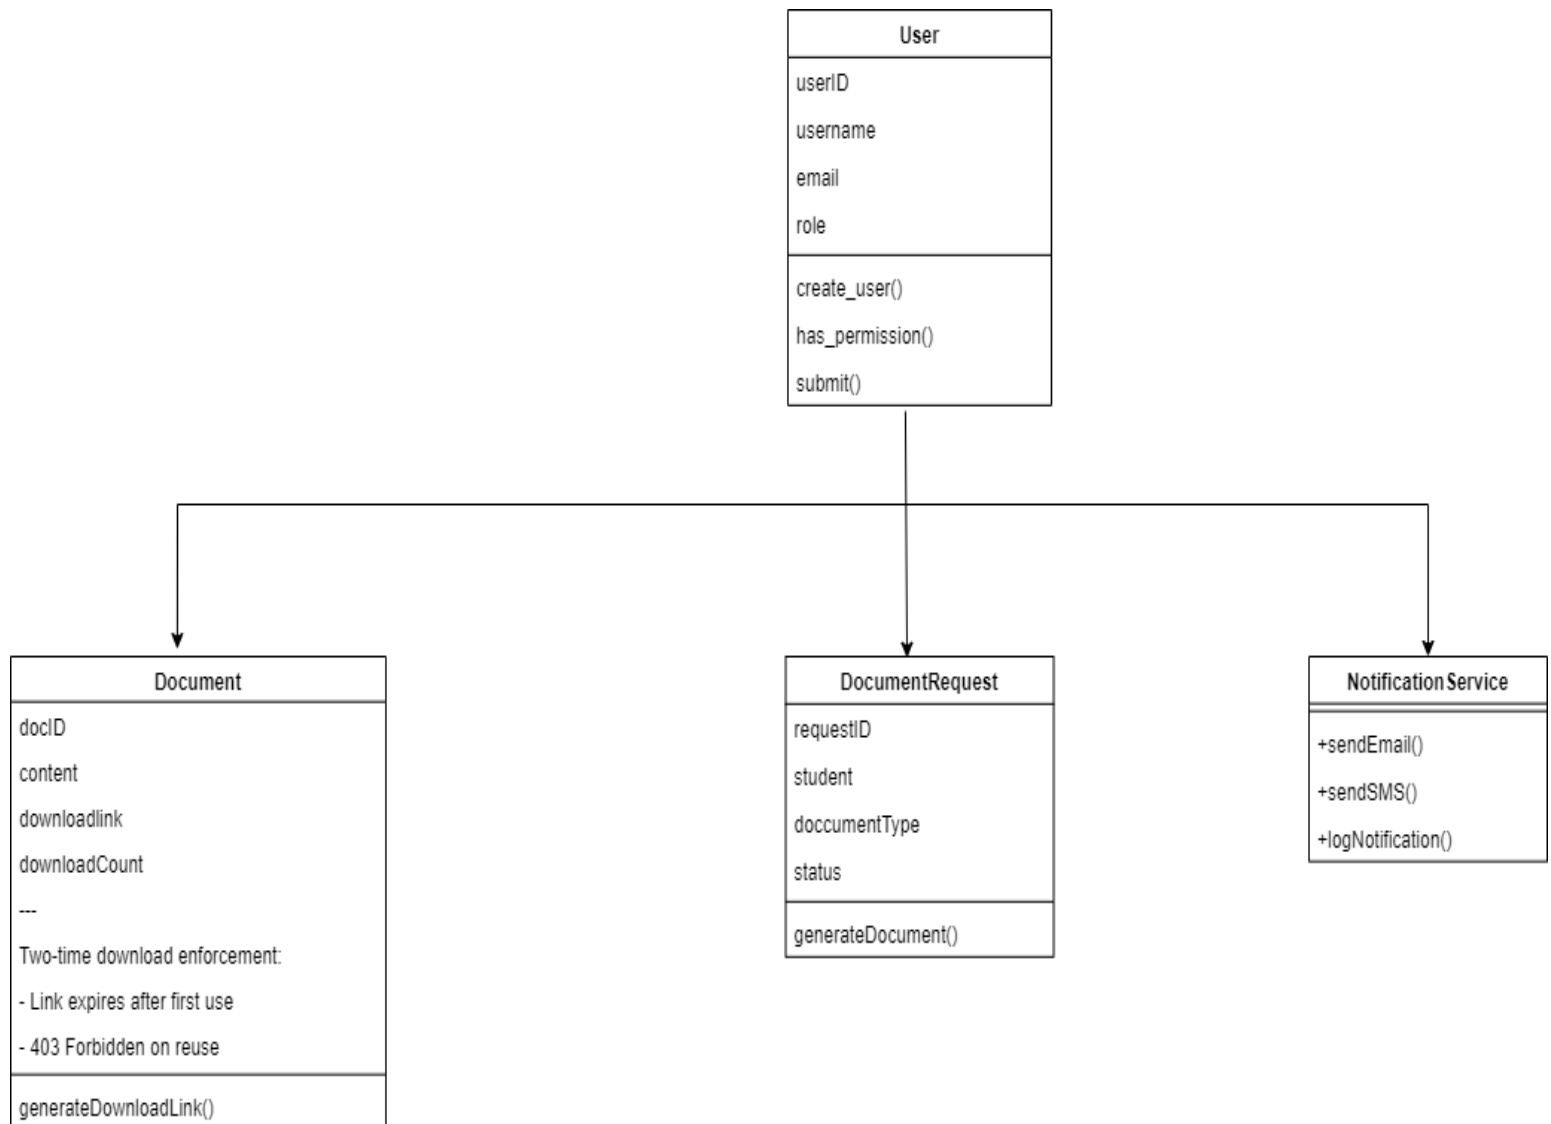 User
userID
username
email
role
create_user()
has_permission()
submit()
Document
docID
content
downloadlink
downloadCount
---
Two-time download enforcement:
- Link expires after first use
- 403 Forbidden on reuse
generateDownloadLink()
DocumentRequest
requestID
student
doccumentType
status
generateDocument()
NotificationService
+sendEmail()
+sendSMS()
+logNotification()